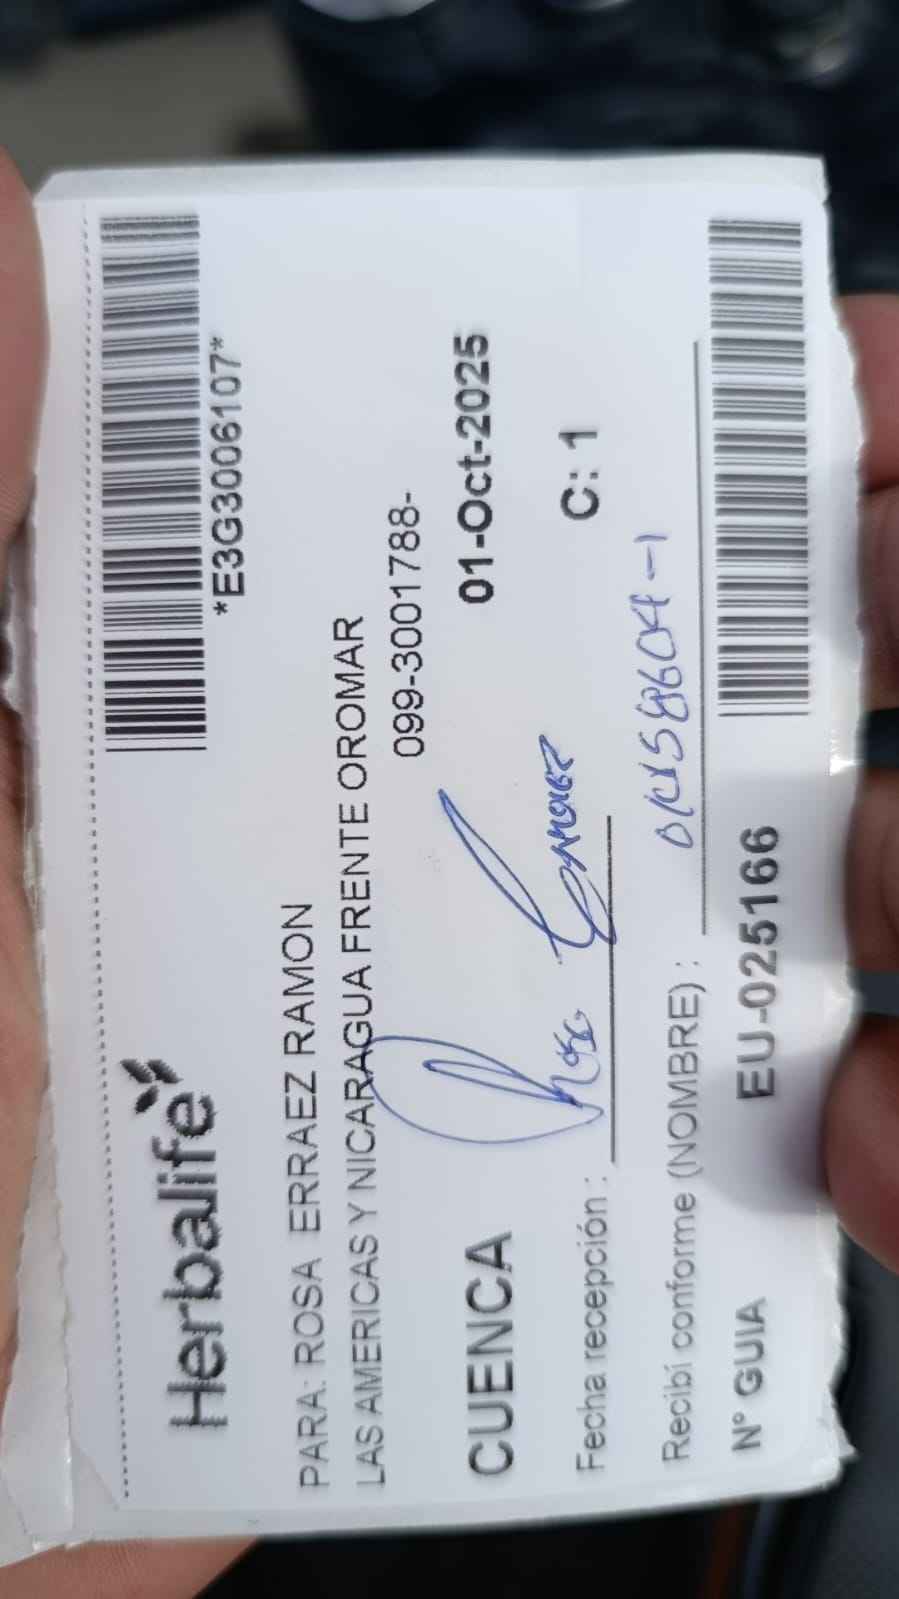 Herbalife
*E3G3006107*
PARA: ROSA ERRAEZ RAMON
LAS AMERICAS Y NICARAGUA FRENTE OROMAR
099-3001788-
CUENCA
01-Oct-2025
Fecha recepción :
Rosa
C: 1
Recibí conforme (NOMBRE) :
N° GUIA
EU-025166